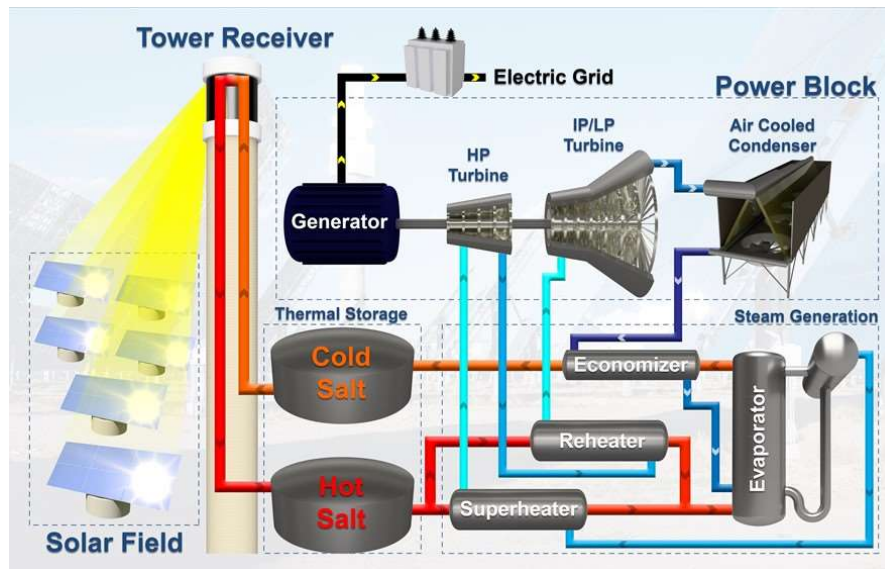 Tower Receiver
Electric Grid
Power Block
HP
Turbine
IP/LP
Turbine
Air Cooled
Condenser
Generator
Thermal Storage
Steam Generation
Cold
Salt
Economizer
Reheater
Evaporator
Hot
Salt
Superheater
Solar Field